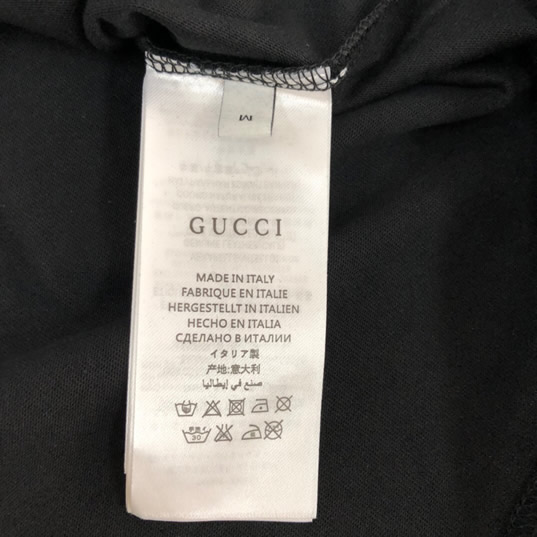 M
GUCCI
MADE IN ITALY
FABRIQUE EN ITALIE
HERGESTELLT IN ITALIEN
HECHO EN ITALIA
СДЕЛАНО В ИТАЛИИ
イタリア製
产地:意大利
صنع في إيطاليا
30